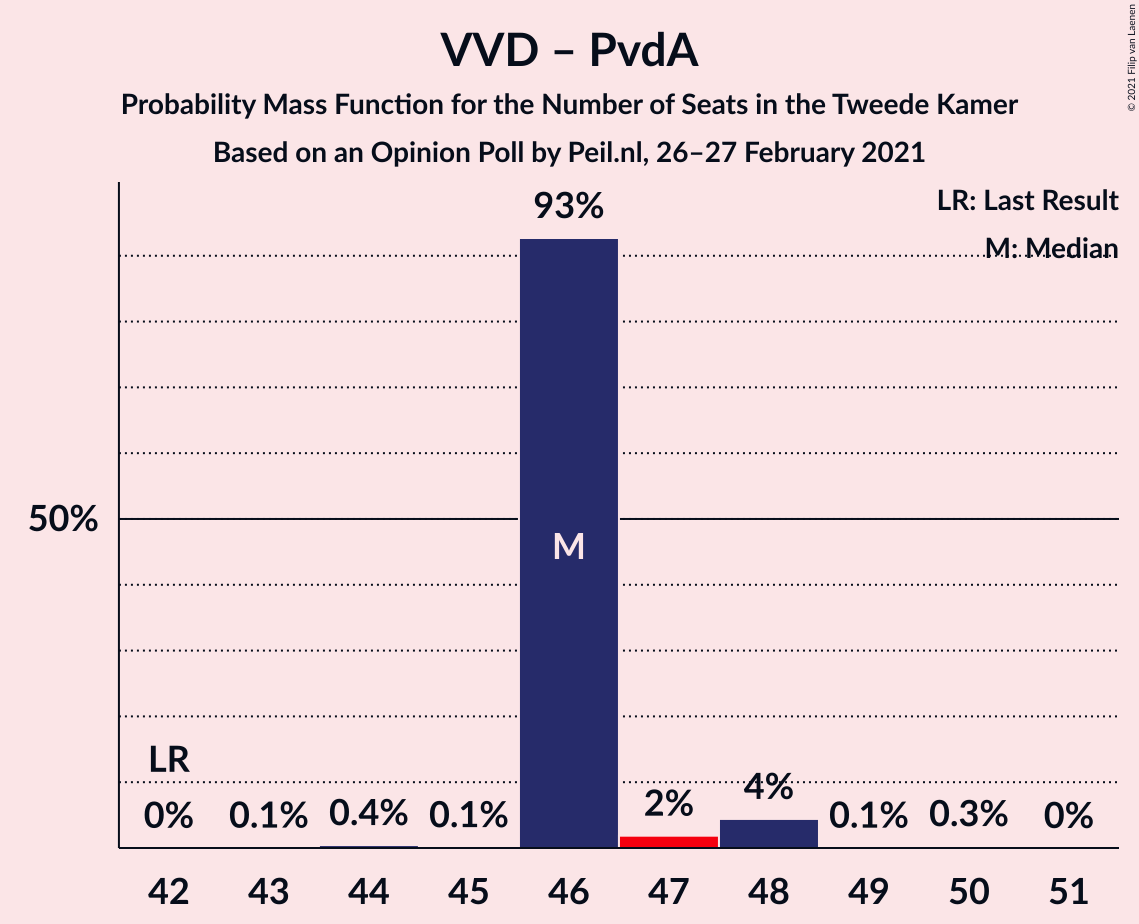 VVD – PvdA
Probability Mass Function for the Number of Seats in the Tweede Kamer
Based on an Opinion Poll by Peil.nl, 26–27 February 2021
© 2021 Filip van Laenen
LR: Last Result
M: Median
93%
50%
M
LR
0% 0.1% 0.4% 0.1% 2% 4% 0.1% 0.3% 0%
42 43 44 45 46 47 48 49 50 51